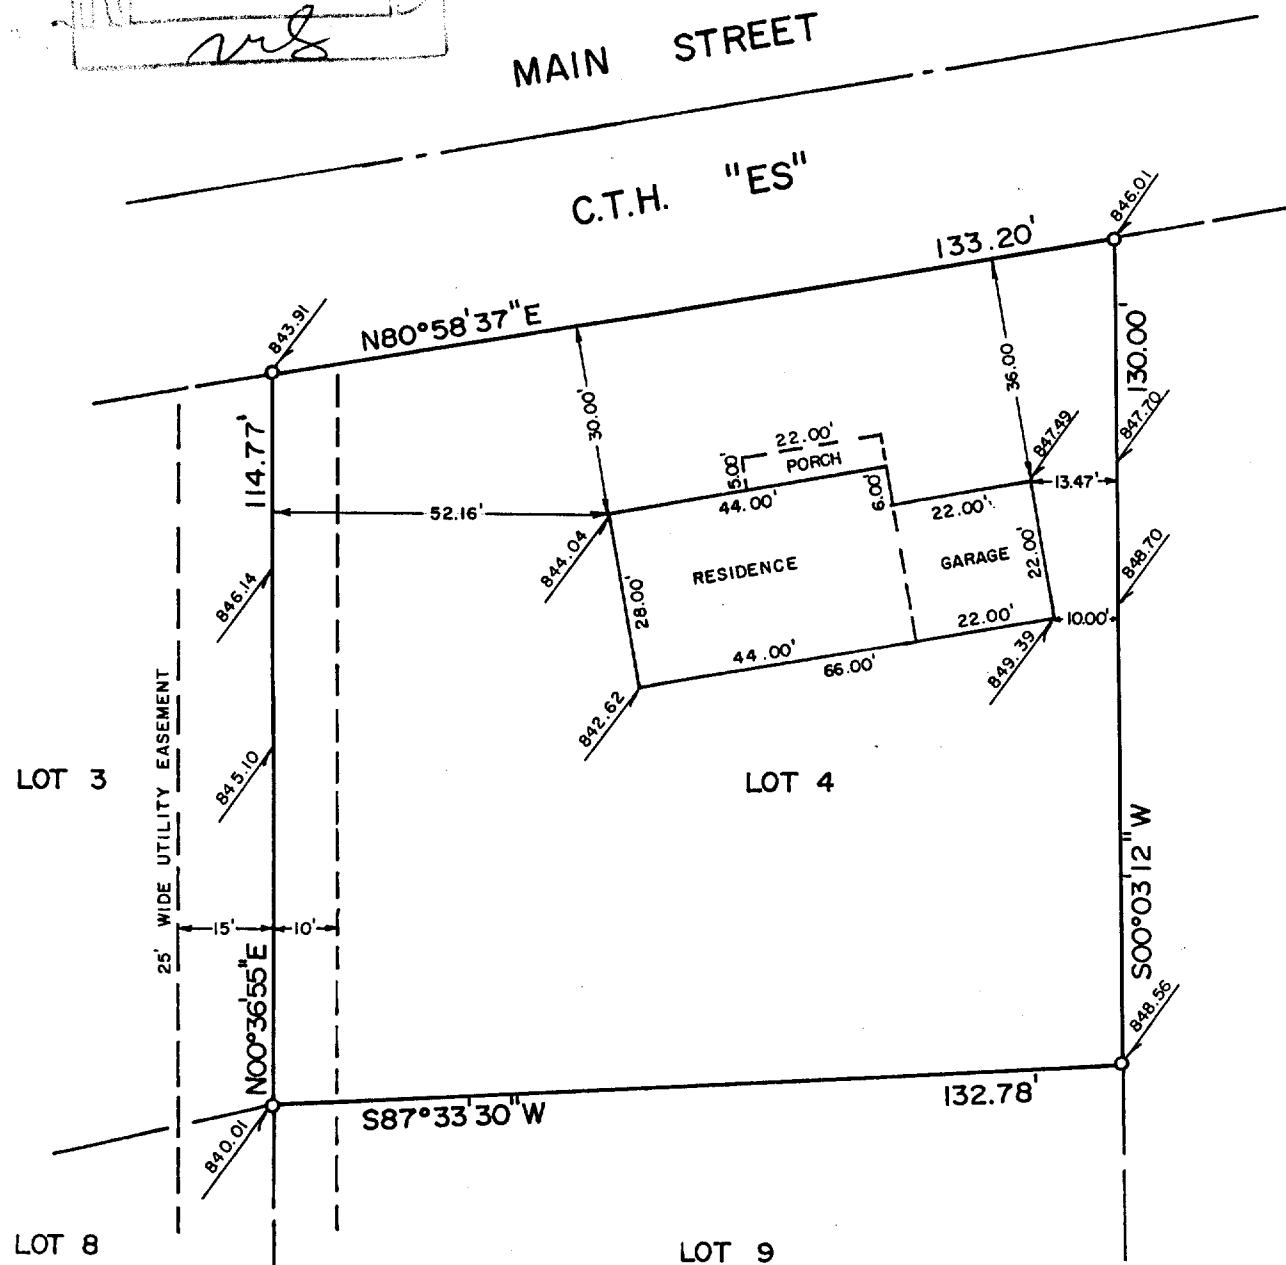 MAIN STREET
C.T.H. "ES"
846.01
133.20'
843.91
N80°58'37"E
130.00'
114.77'
30.00'
36.00
847.49
847.70
22.00'
PORCH
5.00'
44.00'
6.00'
22.00'
13.47'
52.16'
844.04
846.14
RESIDENCE
GARAGE
22.00'
848.70
28.00'
22.00'
10.00'
44.00'
66.00'
849.39
842.62
25' WIDE UTILITY EASEMENT
845.10
LOT 3
LOT 4
15'
10'
N00°36'55"E
S00°03'12"W
848.56
132.78'
S87°33'30"W
840.01
LOT 8
LOT 9